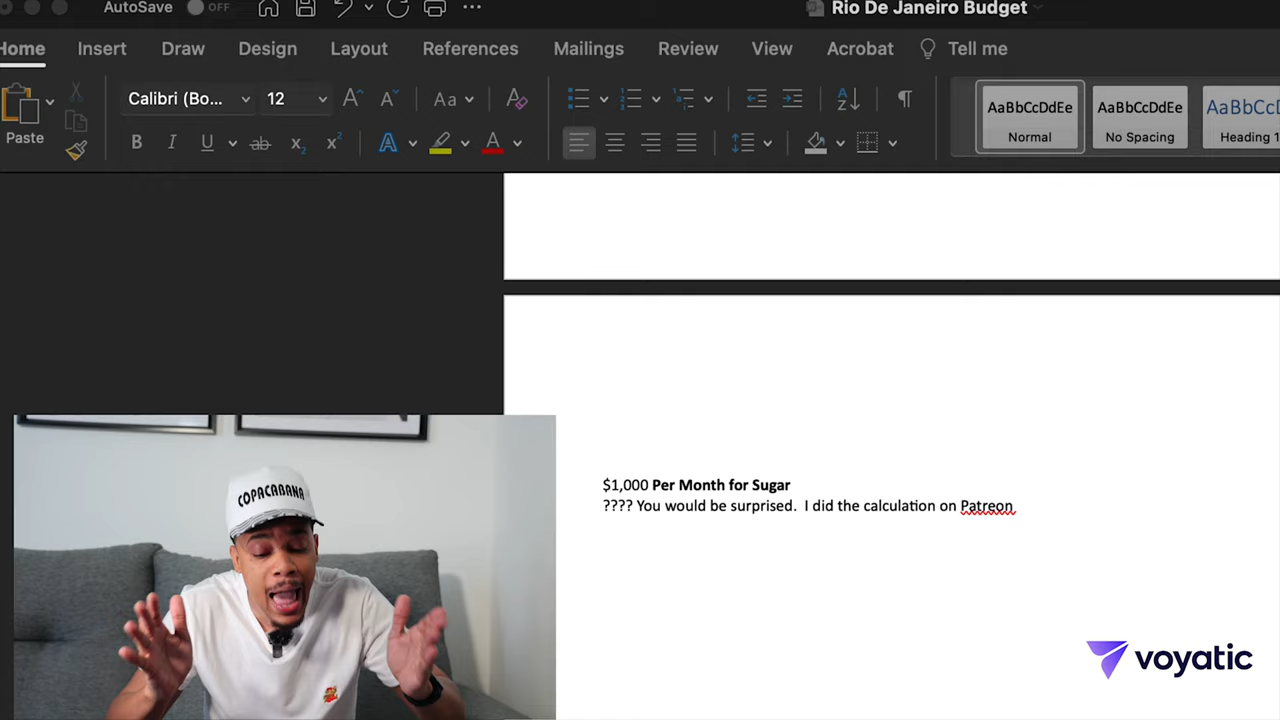 AutoSave OFF
Rio De Janeiro Budget
Home Insert Draw Design Layout References Mailings Review View Acrobat Tell me
Paste
Calibri (Bo... 12
AaBbCcDdEe AaBbCcDdEe
Normal No Spacing Heading 1
COPACABANA
$1,000 Per Month for Sugar
???? You would be surprised. I did the calculation on Patreon
voyatic